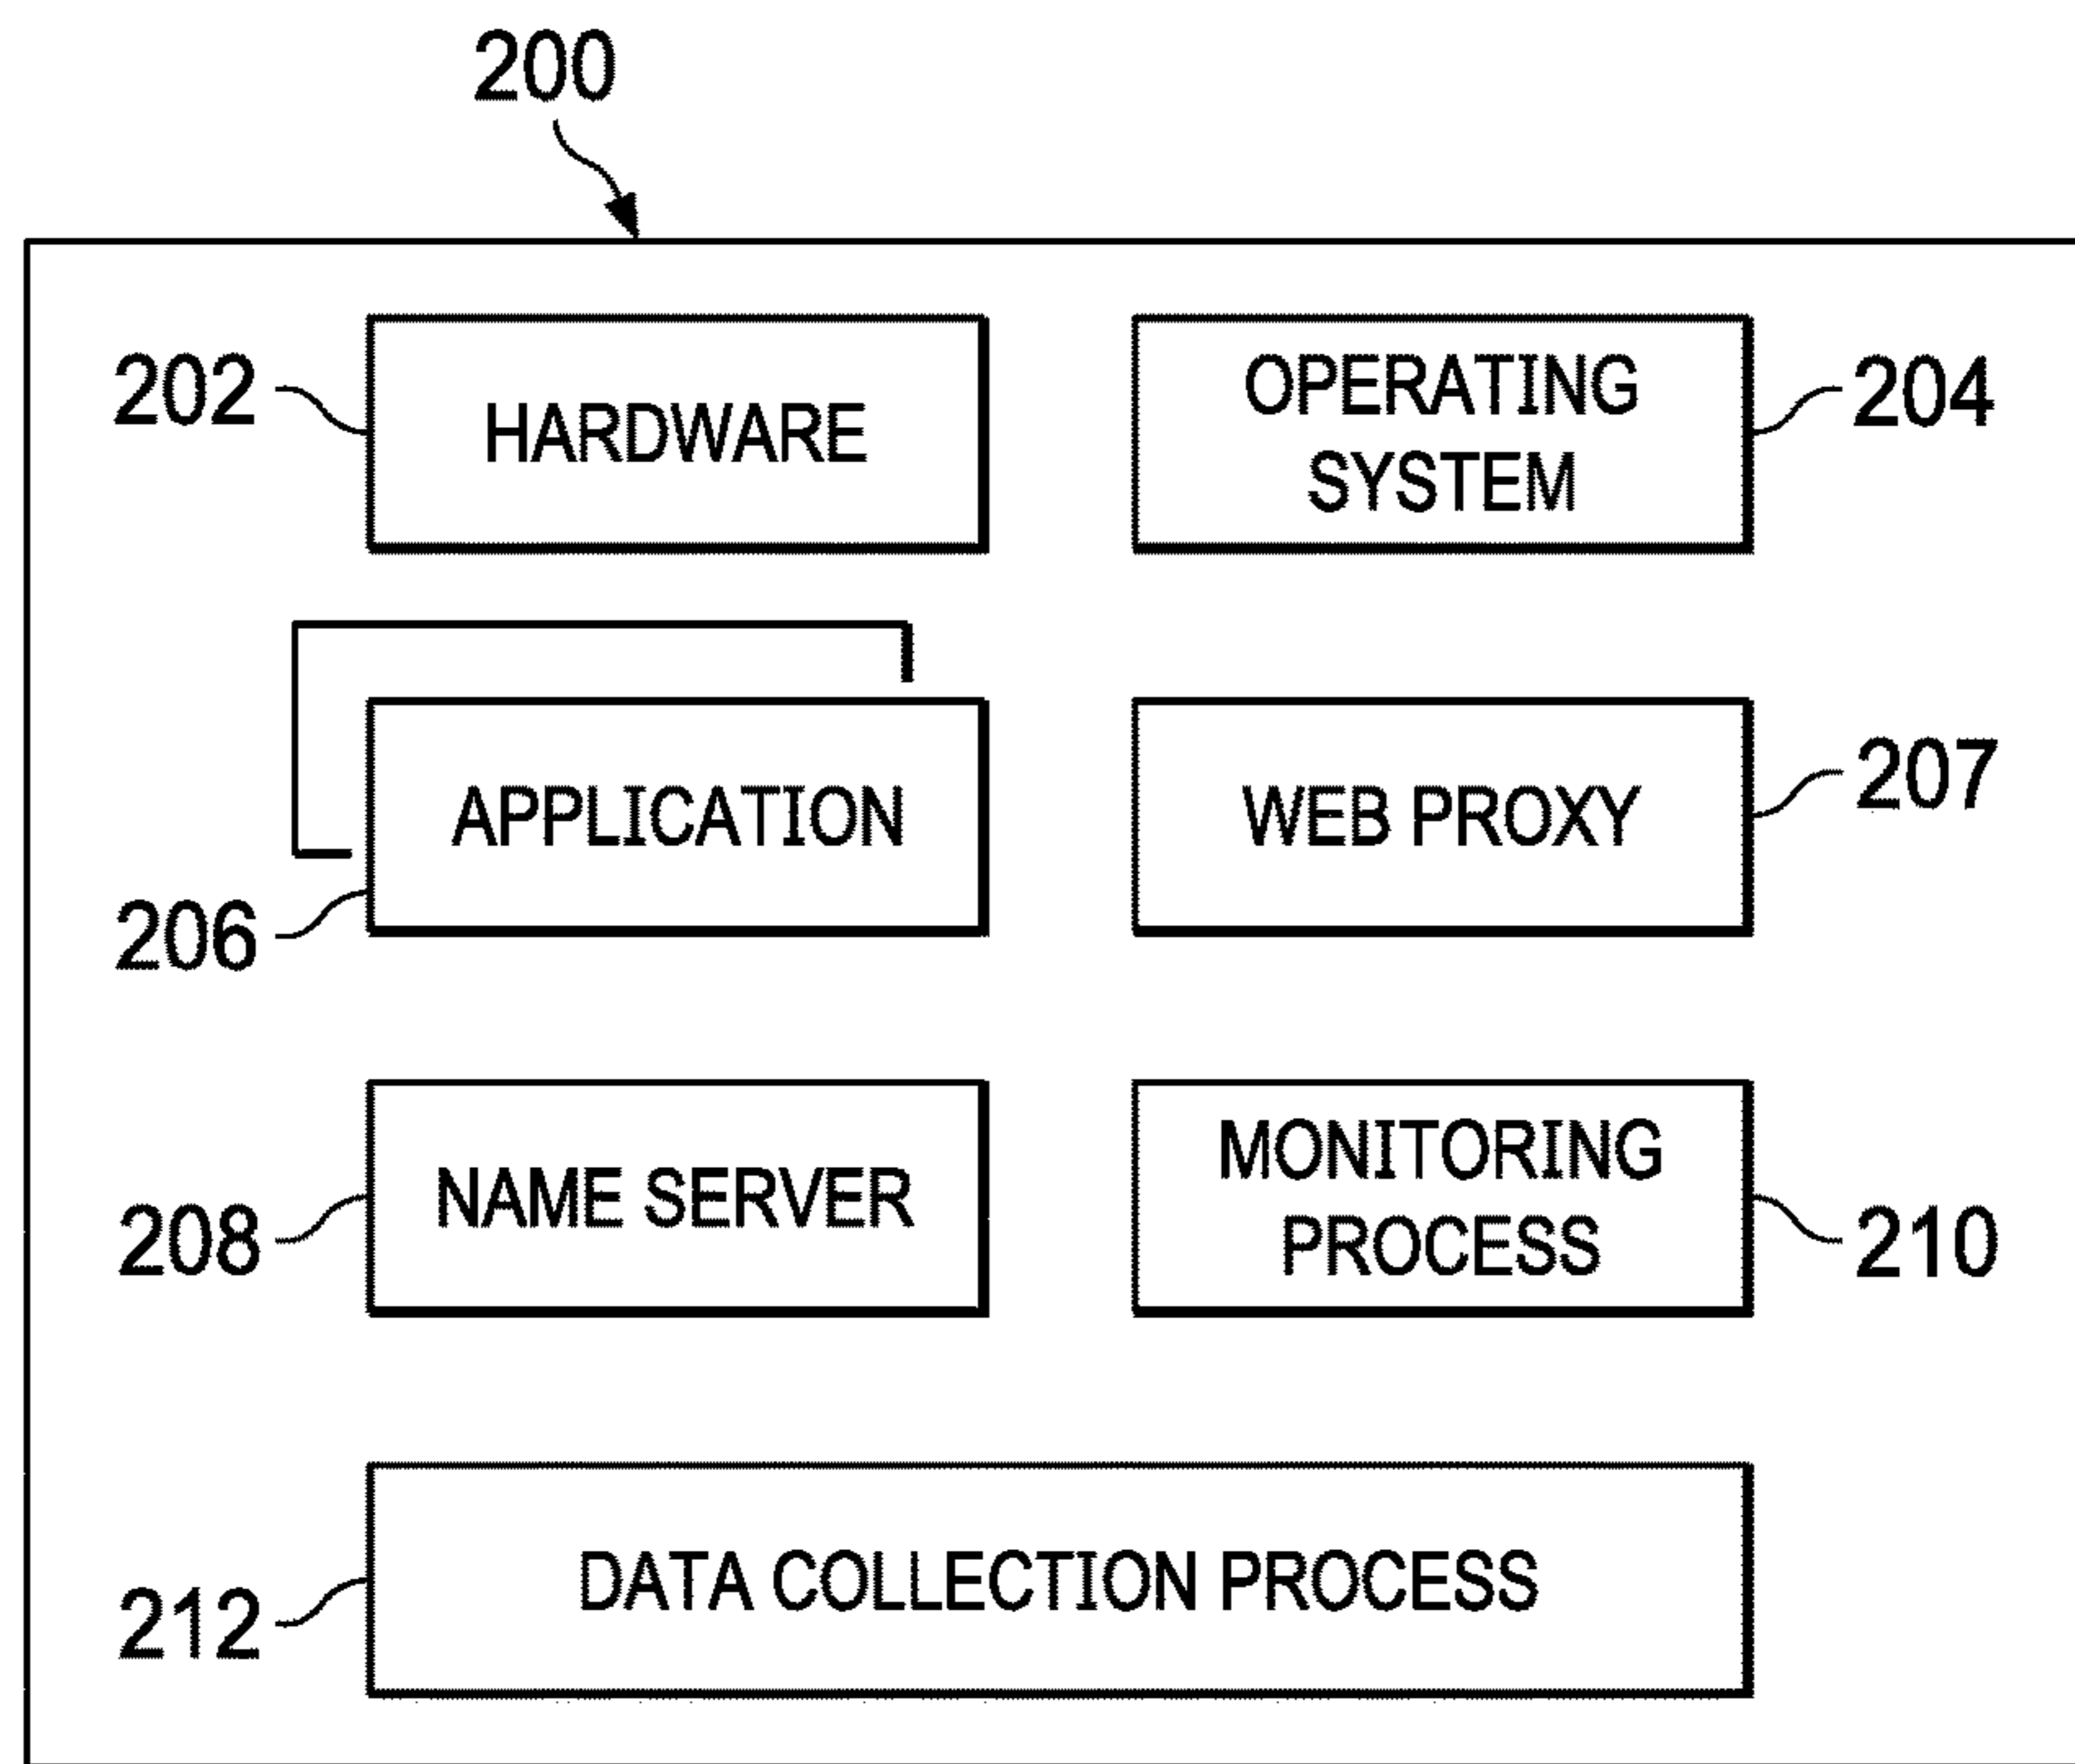 200
202
HARDWARE
OPERATING
SYSTEM
204
APPLICATION
206
WEB PROXY
207
208
NAME SERVER
MONITORING
PROCESS
210
212
DATA COLLECTION PROCESS